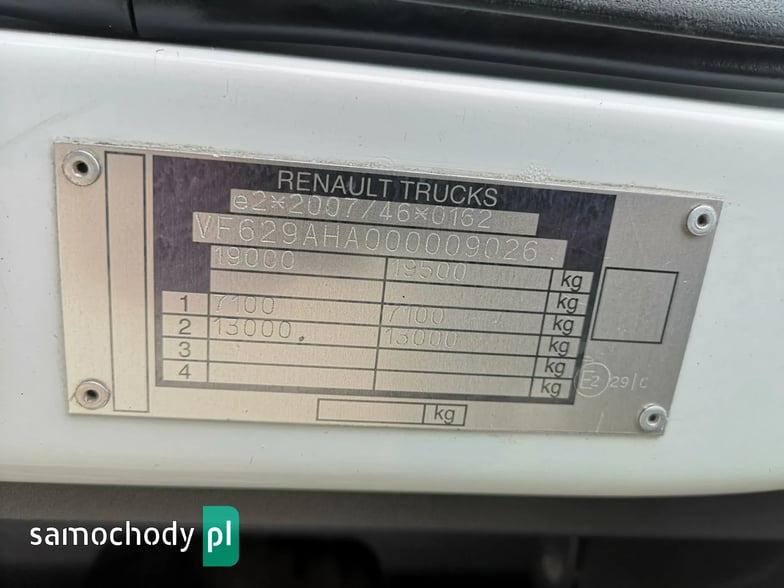 RENAULT TRUCKS
e2*2007/46*0162
VF629AHA000009026
19000 19500 kg
kg
1 7100 7100 kg
2 13000 13000 kg
3 kg
4 kg
kg
E2 29/C
samochody pl